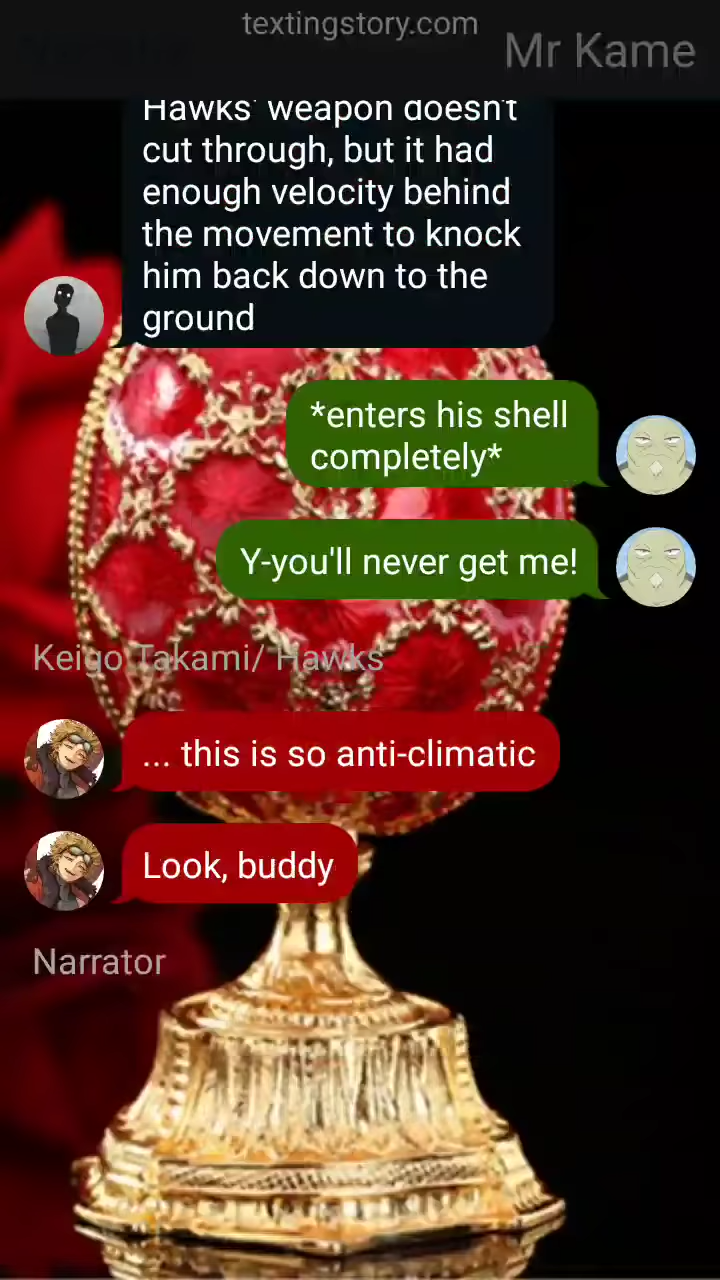 textingstory.com
Mr Kame
Hawks' weapon doesn't
cut through, but it had
enough velocity behind
the movement to knock
him back down to the
ground
*enters his shell
completely*
Y-you'll never get me!
Keigo Takami/ Hawks
... this is so anti-climatic
Look, buddy
Narrator